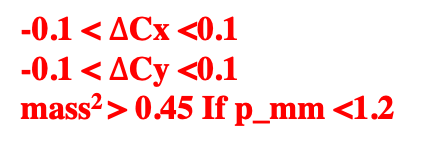 -0.1 < ΔCx <0.1
-0.1 < ΔCy <0.1
mass² > 0.45 If p_mm <1.2